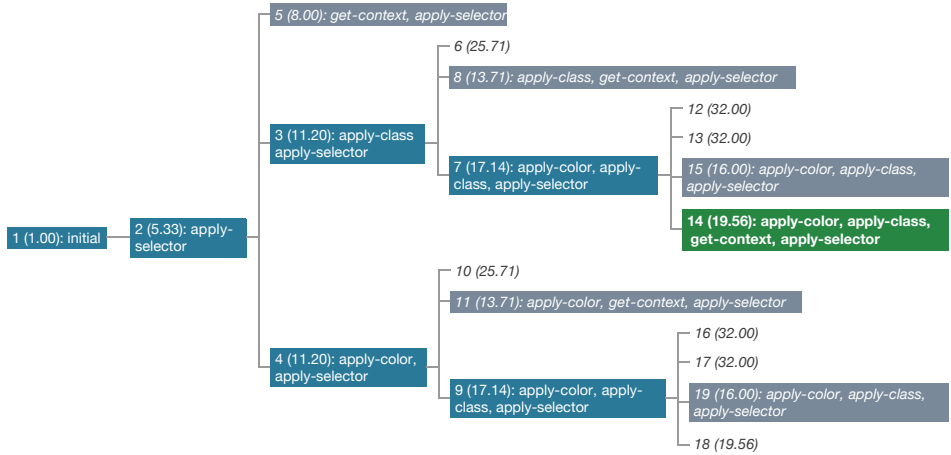 5 (8.00): get-context, apply-selector
6 (25.71)
8 (13.71): apply-class, get-context, apply-selector
12 (32.00)
3 (11.20): apply-class
apply-selector
13 (32.00)
7 (17.14): apply-color, apply-
class, apply-selector
15 (16.00): apply-color, apply-class,
apply-selector
1 (1.00): initial
2 (5.33): apply-
selector
14 (19.56): apply-color, apply-class,
get-context, apply-selector
10 (25.71)
11 (13.71): apply-color, get-context, apply-selector
16 (32.00)
4 (11.20): apply-color,
apply-selector
17 (32.00)
9 (17.14): apply-color, apply-
class, apply-selector
19 (16.00): apply-color, apply-class,
apply-selector
18 (19.56)